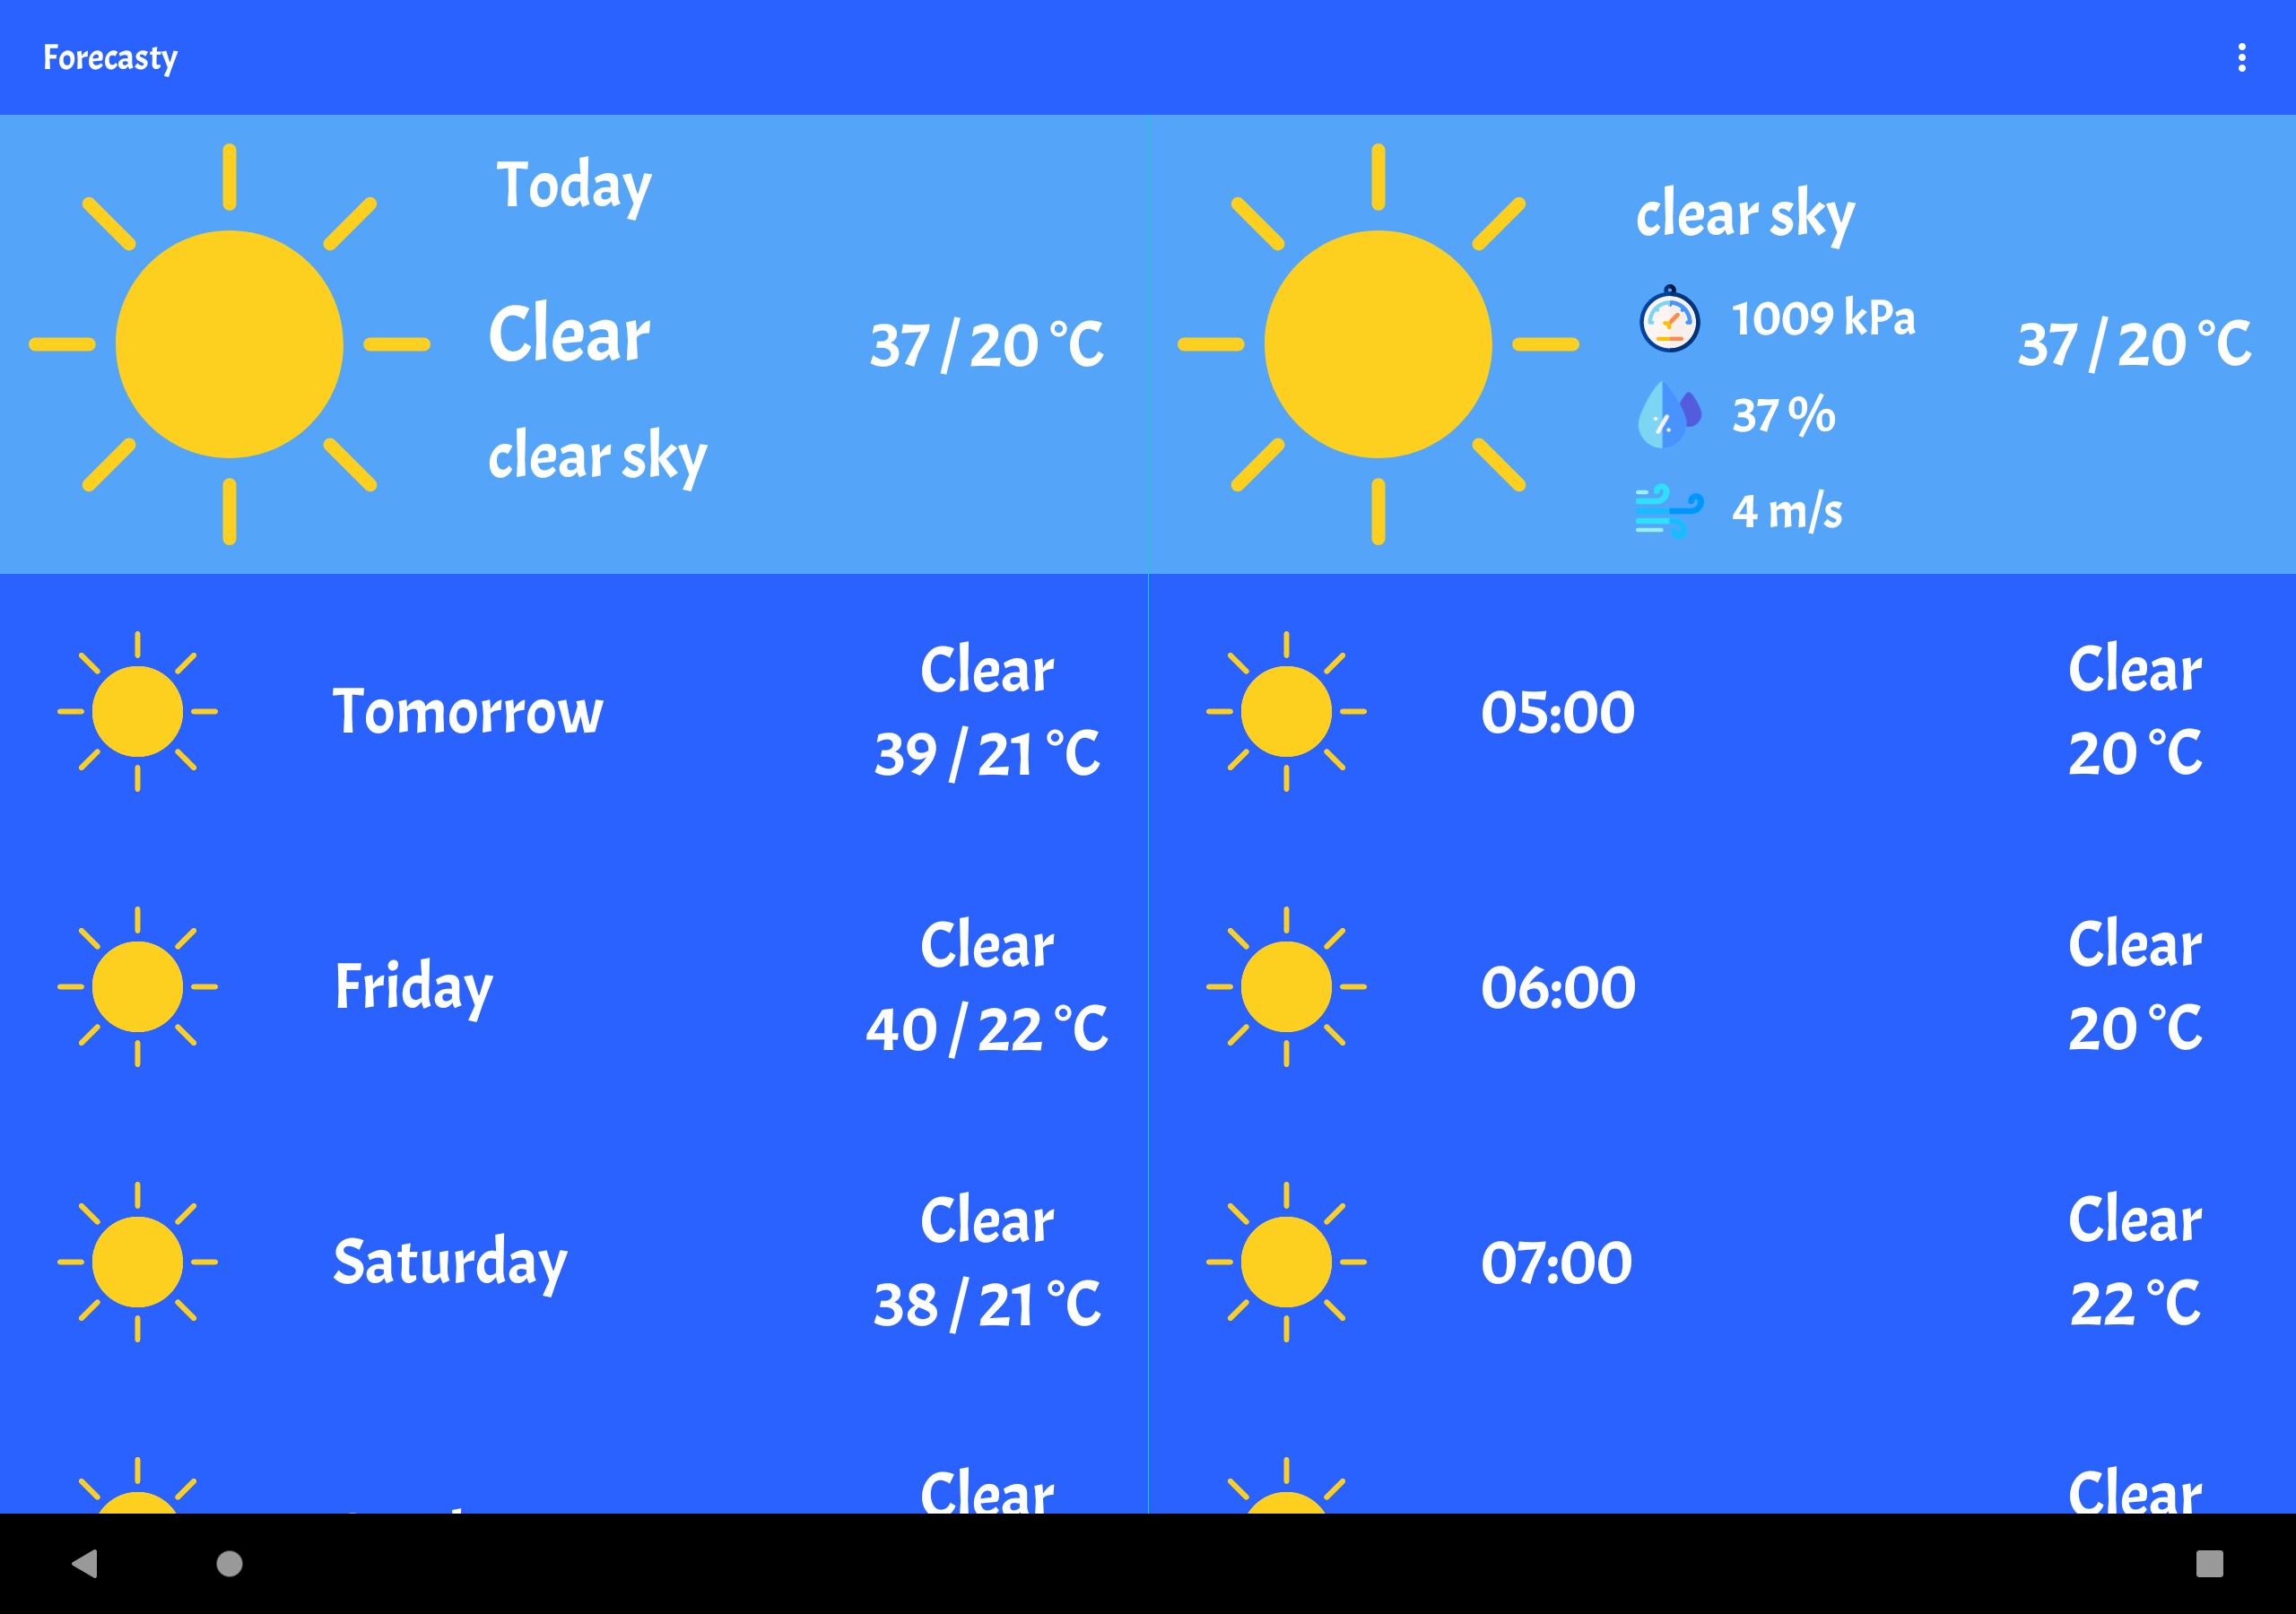 Forecasty
Today
Clear
clear sky
37 / 20 °C
clear sky
1009 kPa
37 %
4 m/s
37 / 20 °C
Tomorrow
Clear
39 / 21 °C
Friday
Clear
40 / 22 °C
Saturday
Clear
38 / 21 °C
Clear
05:00
Clear
20 °C
06:00
Clear
20 °C
07:00
Clear
22 °C
Clear